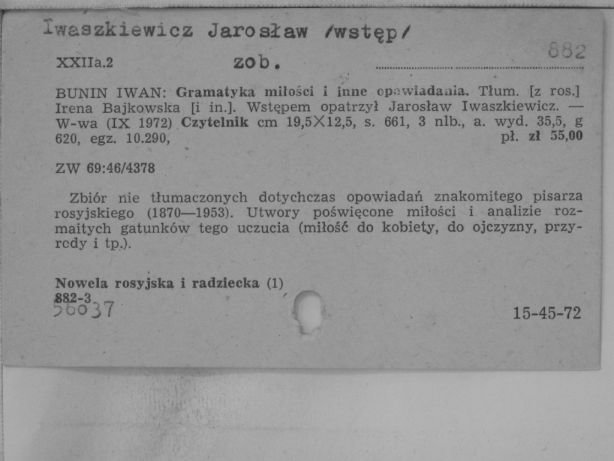 Iwaszkiewicz Jarosław /wstęp/
XXIIa.2 zob. 882
BUNIN IWAN: Gramatyka miłości i inne opowiadania. Tłum. [z ros.]
Irena Bajkowska [i in.]. Wstępem opatrzył Jarosław Iwaszkiewicz. —
W-wa (IX 1972) Czytelnik cm 19,5×12,5, s. 661, 3 nlb., a. wyd. 35,5, g
620, egz. 10.290, pł. zł 55,00
ZW 69:46/4378
Zbiór nie tłumaczonych dotychczas opowiadań znakomitego pisarza
rosyjskiego (1870—1953). Utwory poświęcone miłości i analizie roz-
maitych gatunków tego uczucia (miłość do kobiety, do ojczyzny, przy-
rody i tp.).
Nowela rosyjska i radziecka (1)
882-3
56037 15-45-72